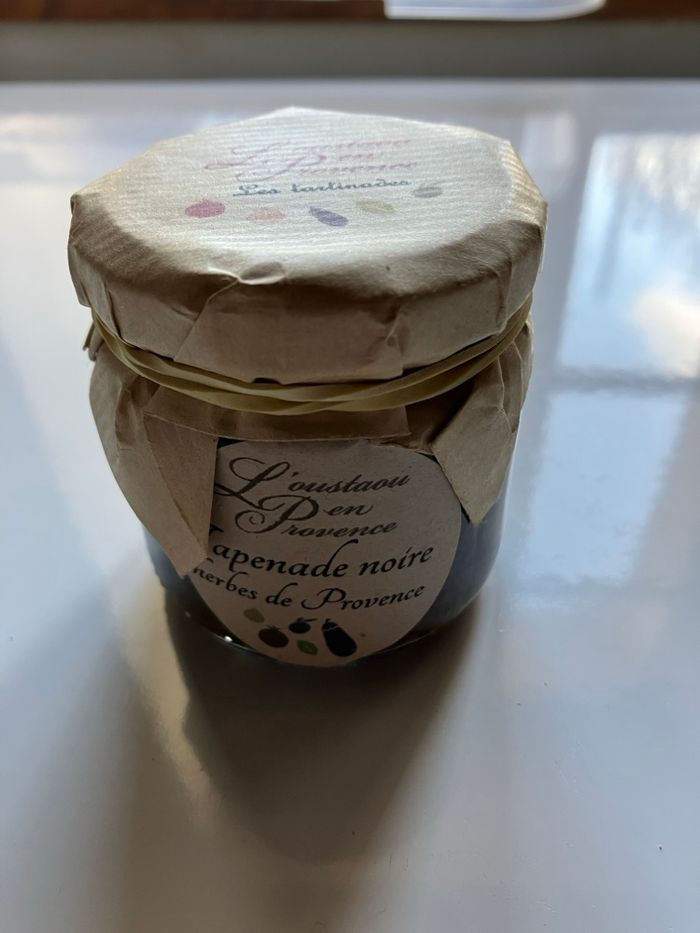 L'oustaou
en
Provence
Les tartinades
L'oustaou
en
Provence
Tapenade noire
herbes de Provence